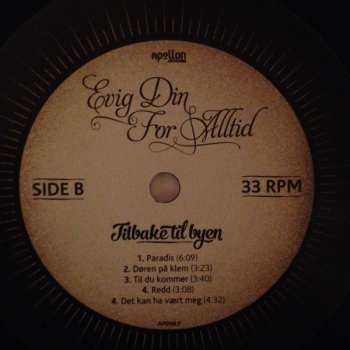 apollon
Evig Din
For Alltid
SIDE B
33 RPM
Tilbake til byen
1. Paradis (6:09)
2. Døren på klem (3:23)
3. Til du kommer (3:40)
4. Redd (3:08)
4. Det kan ha vært meg (4:32)